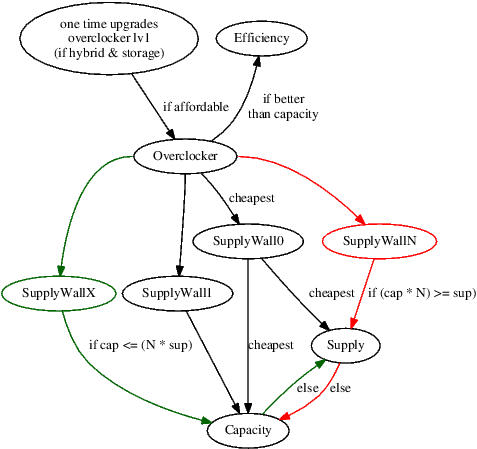 one time upgrades
overclocker lv1
(if hybrid & storage)
Efficiency
if affordable
if better
than capacity
Overclocker
cheapest
SupplyWall0
SupplyWallN
SupplyWallX
SupplyWall1
cheapest
if (cap * N) >= sup)
if cap <= (N * sup)
cheapest
Supply
else
else
Capacity